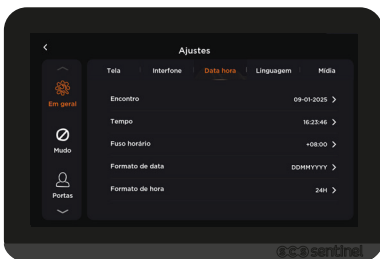 Ajustes
Tela Interfone Data hora Linguagem Mídia
Em geral
Encontro 09-01-2025
Tempo 16:23:46
Mudo
Fuso horário +08:00
Formato de data DDMMYYYY
Portas
Formato de hora 24H
sentinel